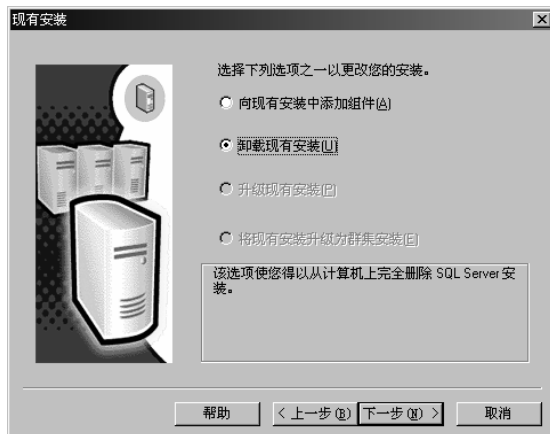 现有安装
选择下列选项之一以更改您的安装。
向现有安装中添加组件(A)
卸载现有安装(U)
升级现有安装(P)
将现有安装升级为群集安装(E)
该选项使您得以从计算机上完全删除 SQL Server 安
装。
帮助
< 上一步(B)
下一步(N) >
取消